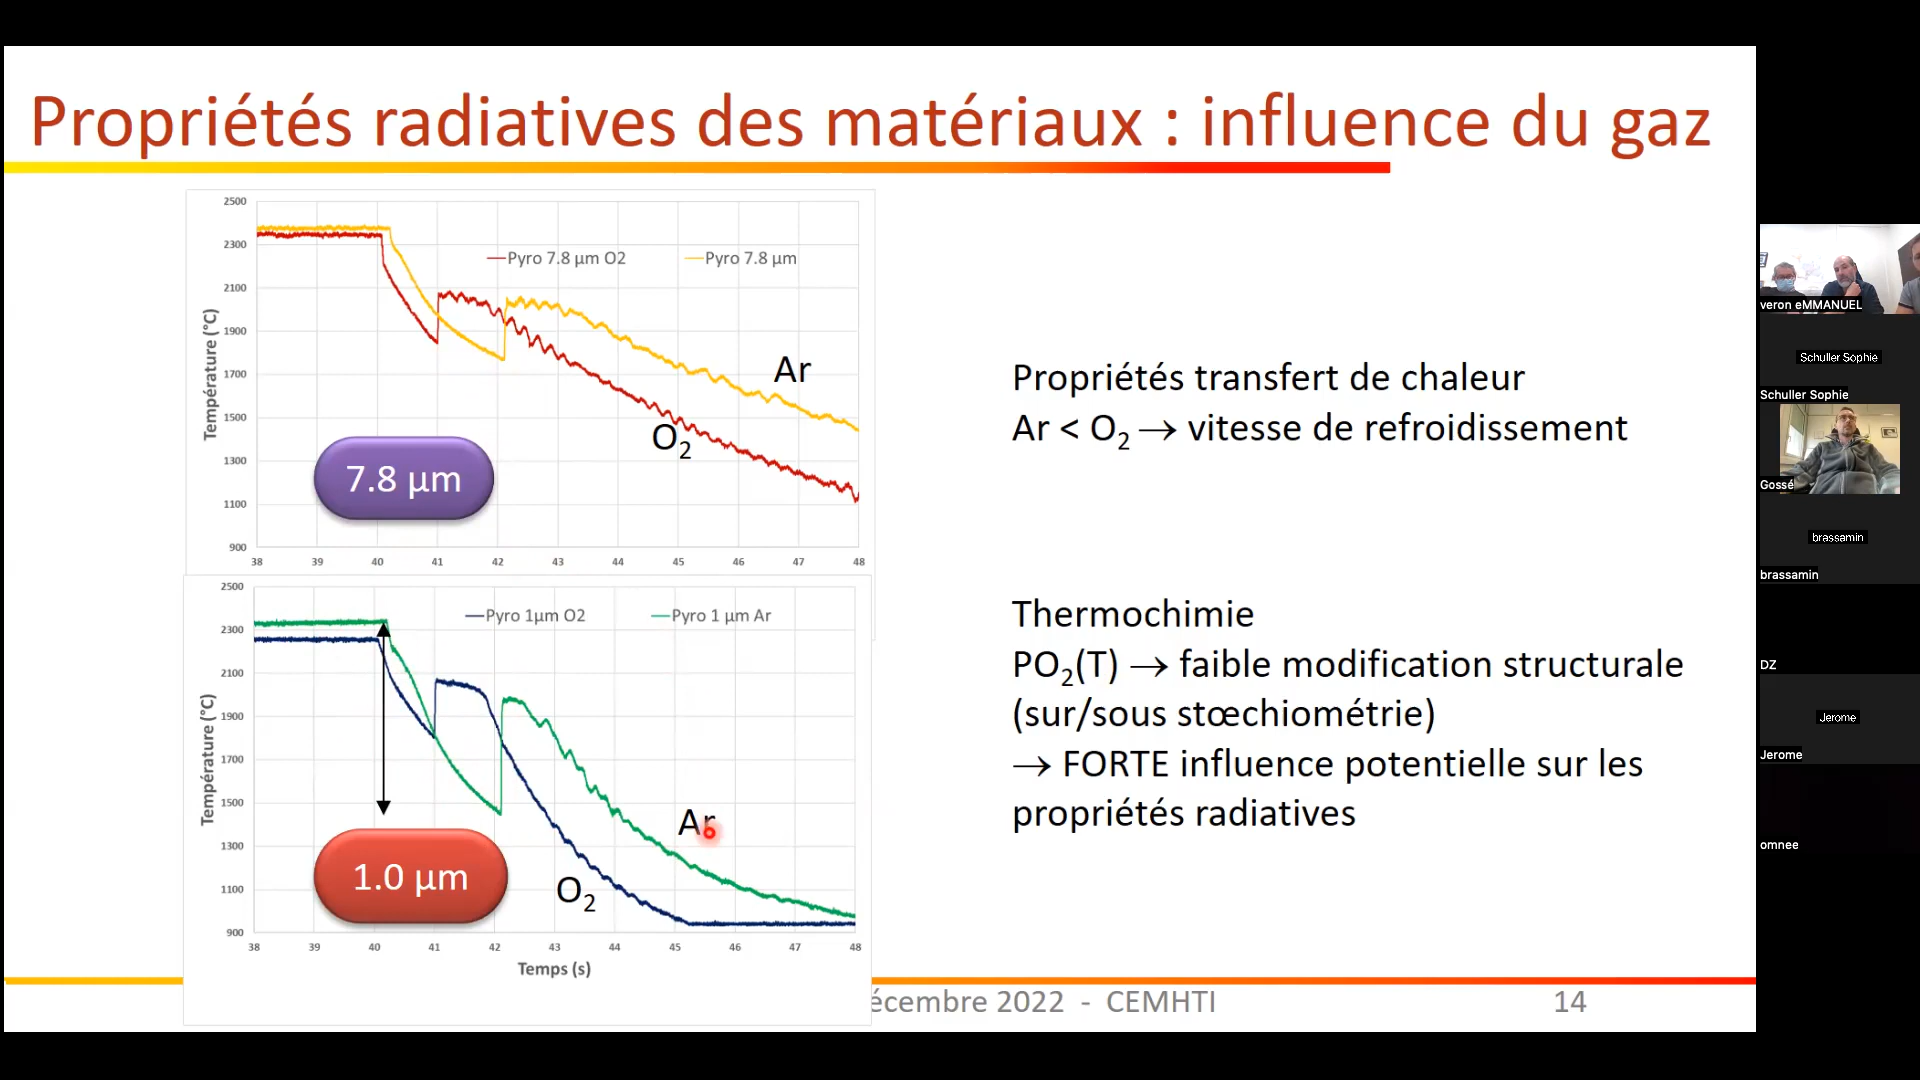 Propriétés radiatives des matériaux : influence du gaz
2500
2300
2100
1900
1700
1500
1300
1100
900
Température (°C)
Pyro 7.8 µm O2
Pyro 7.8 µm
Ar
O2
7.8 µm
38 39 40 41 42 43 44 45 46 47 48
2500
2300
2100
1900
1700
1500
1300
1100
900
Température (°C)
Pyro 1µm O2
Pyro 1 µm Ar
Ar
O2
1.0 µm
38 39 40 41 42 43 44 45 46 47 48
Temps (s)
Propriétés transfert de chaleur
Ar < O2 → vitesse de refroidissement
Thermochimie
PO2(T) → faible modification structurale
(sur/sous stœchiométrie)
→ FORTE influence potentielle sur les
propriétés radiatives
écembre 2022 - CEMHTI
14
veron eMMANUEL
Schuller Sophie
Schuller Sophie
Gossé
brassamin
brassamin
DZ
Jerome
Jerome
omnee